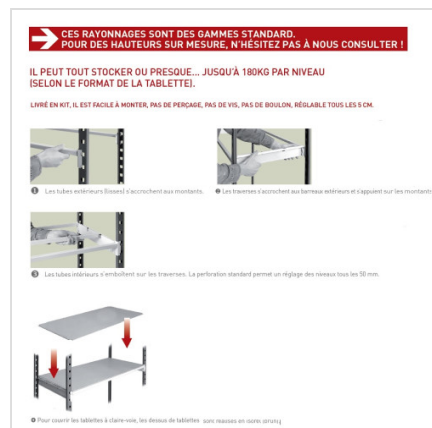 CES RAYONNAGES SONT DES GAMMES STANDARD.
POUR DES HAUTEURS SUR MESURE, N'HÉSITEZ PAS À NOUS CONSULTER !
IL PEUT TOUT STOCKER OU PRESQUE... JUSQU'À 180KG PAR NIVEAU
(SELON LE FORMAT DE LA TABLETTE).
LIVRÉ EN KIT, IL EST FACILE À MONTER, PAS DE PERÇAGE, PAS DE VIS, PAS DE BOULON, RÉGLABLE TOUS LES 5 CM.
1 Les tubes extérieurs (lisses) s'accrochent aux montants.
2 Les traverses s'accrochent aux barreaux extérieurs et s'appuient sur les montants
3 Les tubes intérieurs s'emboîtent sur les traverses. La perforation standard permet un réglage des niveaux tous les 50 mm.
4 Pour couvrir les tablettes à claire-voie, les dessus de tablettes sont